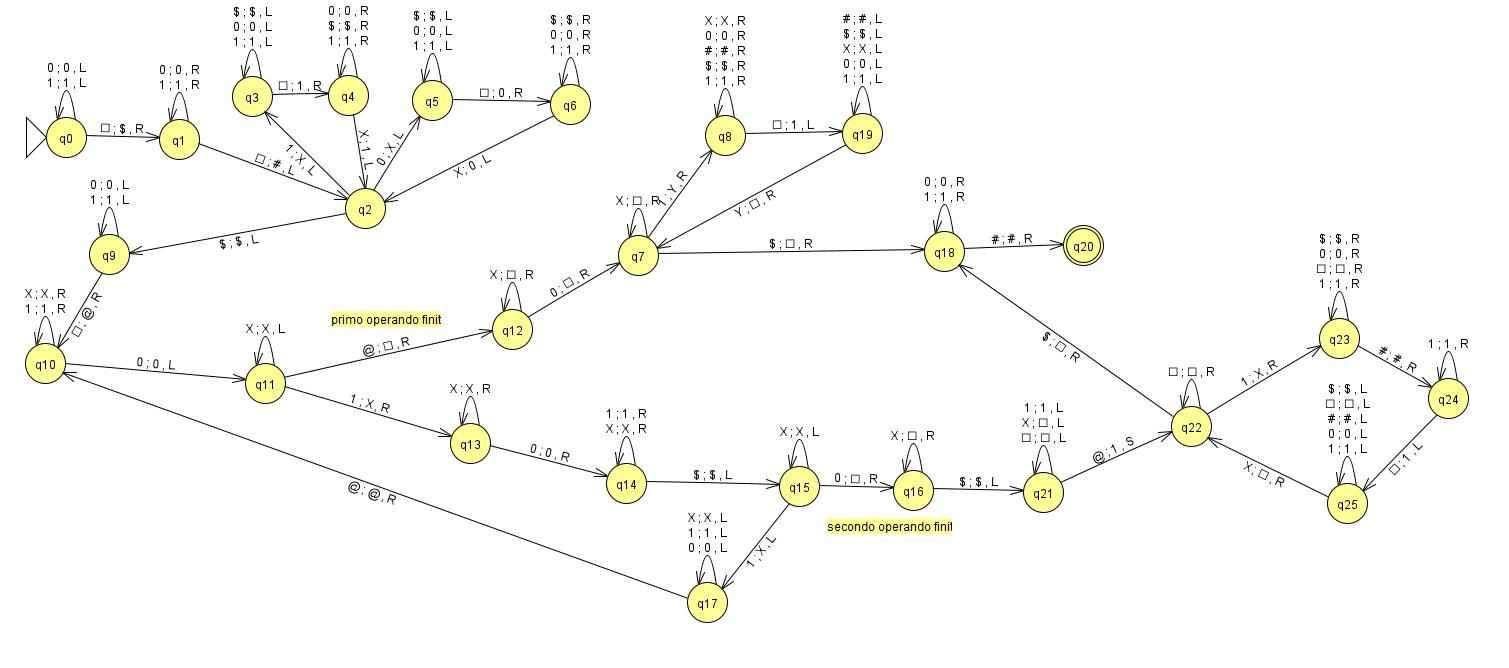 $ ; $ , L
0 ; 0 , L
1 ; 1 , L
0 ; 0 , R
$ ; $ , R
1 ; 1 , R
$ ; $ , L
0 ; 0 , L
1 ; 1 , L
$ ; $ , R
0 ; 0 , R
1 ; 1 , R
X ; X , R
0 ; 0 , R
# ; # , R
$ ; $ , R
1 ; 1 , R
# ; # , L
$ ; $ , L
X ; X , L
0 ; 0 , L
1 ; 1 , L
0 ; 0 , L
1 ; 1 , L
0 ; 0 , R
1 ; 1 , R
q3
□ ; 1 , R
q4
q5
□ ; 0 , R
q6
q0
□ ; $ , R
q1
q8
□ ; 1 , L
q19
□ ; # , L
1 ; X , L
X ; 1 , L
0 ; X , L
X ; 0 , L
q2
0 ; 0 , L
1 ; 1 , L
$ ; $ , L
q9
X ; □ , R
1 ; Y , R
Y ; □ , R
q7
$ ; □ , R
0 ; 0 , R
1 ; 1 , R
q18
# ; # , R
q20
□ ; @ , R
X ; X , R
1 ; 1 , R
q10
0 ; 0 , L
X ; X , L
q11
primo operando finit
@ ; □ , R
X ; □ , R
q12
0 ; □ , R
$ ; □ , R
$ ; $ , R
0 ; 0 , R
□ ; □ , R
1 ; 1 , R
q23
# ; # , R
1 ; 1 , R
q24
□ ; □ , R
1 ; X , R
q22
$ ; $ , L
□ ; □ , L
# ; # , L
0 ; 0 , L
1 ; 1 , L
□ ; 1 , L
X ; □ , R
q25
1 ; X , R
X ; X , R
q13
0 ; 0 , R
1 ; 1 , R
X ; X , R
q14
$ ; $ , L
X ; X , L
q15
0 ; □ , R
X ; □ , R
q16
$ ; $ , L
1 ; 1 , L
X ; □ , L
□ ; □ , L
q21
@ ; 1 , S
secondo operando finit
@ ; @ , R
1 ; X , L
X ; X , L
1 ; 1 , L
0 ; 0 , L
q17